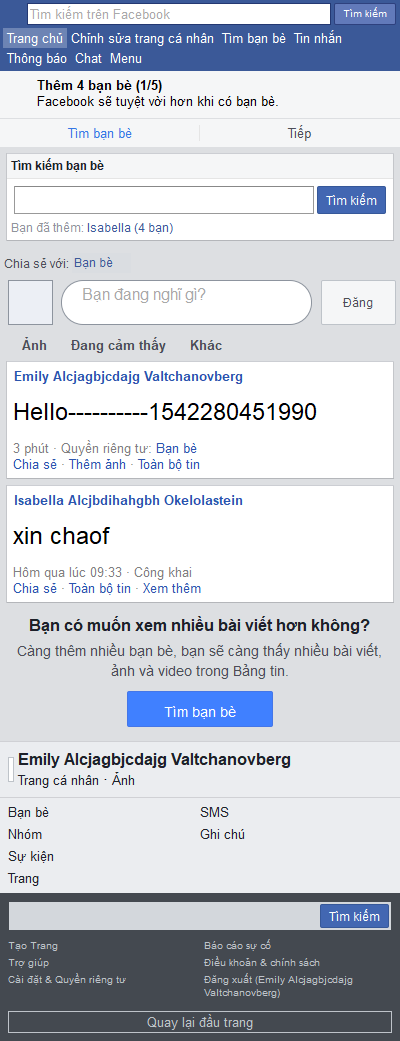 Tìm kiếm trên Facebook
Tìm kiếm
Trang chủ Chỉnh sửa trang cá nhân Tìm bạn bè Tin nhắn
Thông báo Chat Menu
Thêm 4 bạn bè (1/5)
Facebook sẽ tuyệt vời hơn khi có bạn bè.
Tìm bạn bè Tiếp
Tìm kiếm bạn bè
Tìm kiếm
Bạn đã thêm: Isabella (4 bạn)
Chia sẻ với: Bạn bè
Bạn đang nghĩ gì?
Đăng
Ảnh Đang cảm thấy Khác
Emily Alcjagbjcdajg Valtchanovberg
Hello----------1542280451990
3 phút · Quyền riêng tư: Bạn bè
Chia sẻ · Thêm ảnh · Toàn bộ tin
Isabella Alcjbdihahgbh Okelolastein
xin chaof
Hôm qua lúc 09:33 · Công khai
Chia sẻ · Toàn bộ tin · Xem thêm
Bạn có muốn xem nhiều bài viết hơn không?
Càng thêm nhiều bạn bè, bạn sẽ càng thấy nhiều bài viết,
ảnh và video trong Bảng tin.
Tìm bạn bè
Emily Alcjagbjcdajg Valtchanovberg
Trang cá nhân · Ảnh
Bạn bè SMS
Nhóm Ghi chú
Sự kiện
Trang
Tìm kiếm
Tạo Trang Báo cáo sự cố
Trợ giúp Điều khoản & chính sách
Cài đặt & Quyền riêng tư Đăng xuất (Emily Alcjagbjcdajg
Valtchanovberg)
Quay lại đầu trang